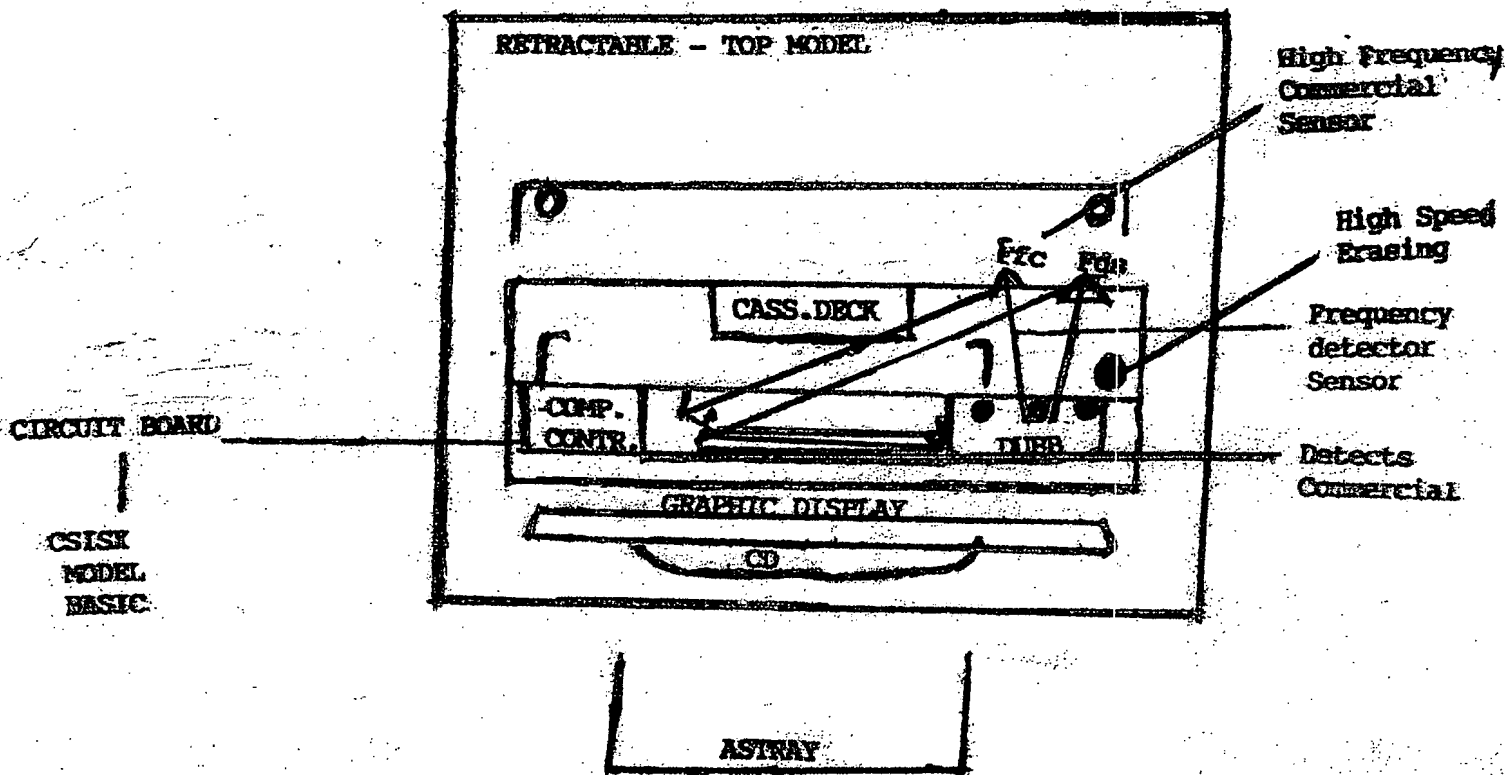 RETRACTABLE - TOP MODEL
High Frequency
Commercial
Sensor
High Speed
Erasing
Ffc
CASS.DECK
Frequency
detector
Sensor
-COMP.
CONTR.
DUBB
CIRCUIT BOARD
Detects
Commercial
GRAPHIC DISPLAY
CD
CSISK
MODEL
BASIC
ASTRAY